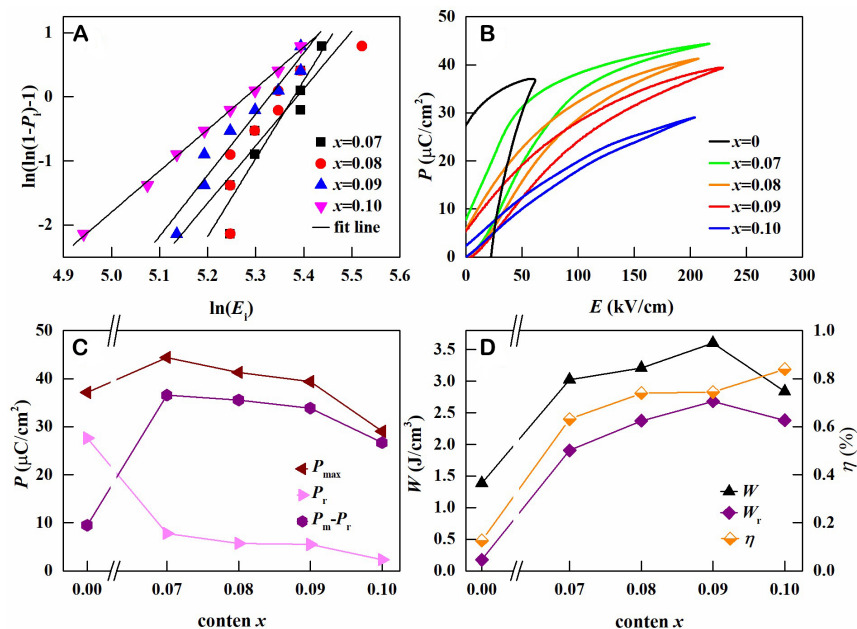 A
ln(ln(1-Pᵢ)-1)
1
0
-1
-2
x=0.07
x=0.08
x=0.09
x=0.10
fit line
4.9 5.0 5.1 5.2 5.3 5.4 5.5 5.6
ln(Eᵢ)
B
P (μC/cm²)
50
40
30
20
10
0
x=0
x=0.07
x=0.08
x=0.09
x=0.10
0 50 100 150 200 250 300
E (kV/cm)
C
P (μC/cm²)
50
40
30
20
10
0
Pmax
Pr
Pm-Pr
0.00 0.07 0.08 0.09 0.10
conten x
D
W (J/cm³)
3.5
3.0
2.5
2.0
1.5
1.0
0.5
0.0
W
Wr
η
1.0
0.8
0.6
0.4
0.2
0.0
η (%)
0.00 0.07 0.08 0.09 0.10
conten x